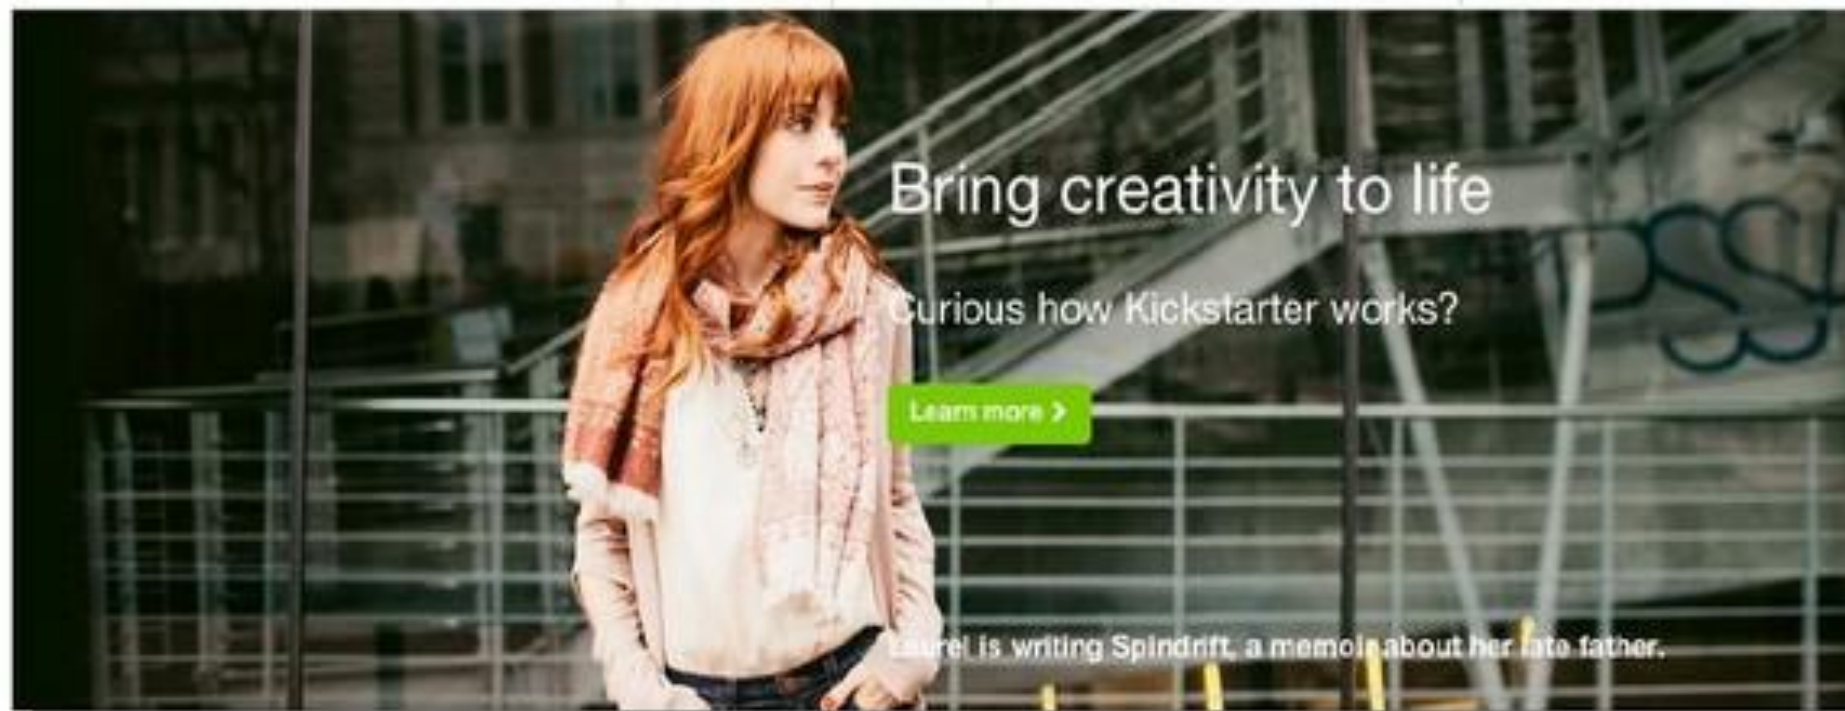 Bring creativity to life
Curious how Kickstarter works?
Learn more >
Laurel is writing Spindrift, a memoir about her late father.